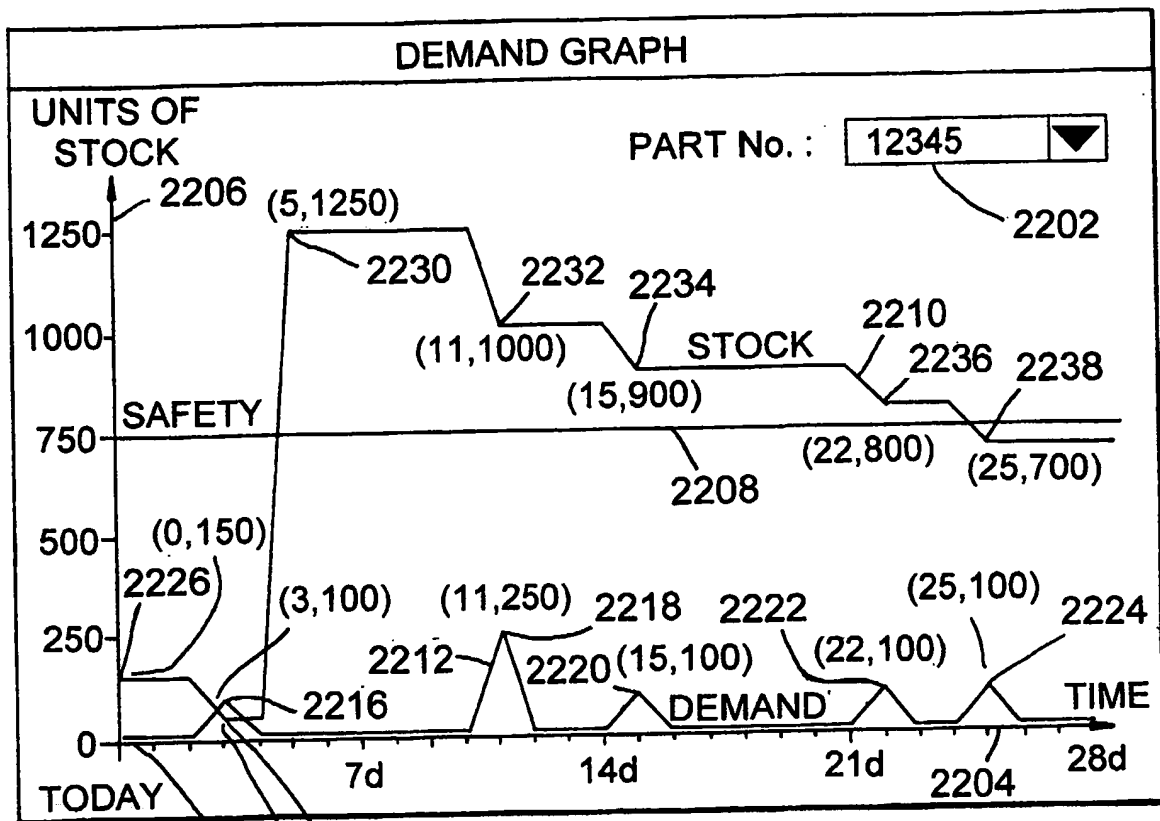 DEMAND GRAPH
UNITS OF
STOCK
PART No. : 12345
2206
(5,1250)
2202
1250
2230
2232
2234
2210
1000
(11,1000)
STOCK
2236
2238
(15,900)
SAFETY
750
(22,800)
(25,700)
2208
(0,150)
500
2226
(3,100)
(11,250)
2218
2222
(25,100)
2224
250
2212
2220
(15,100)
(22,100)
2216
DEMAND
TIME
0
7d
14d
21d
2204
28d
TODAY